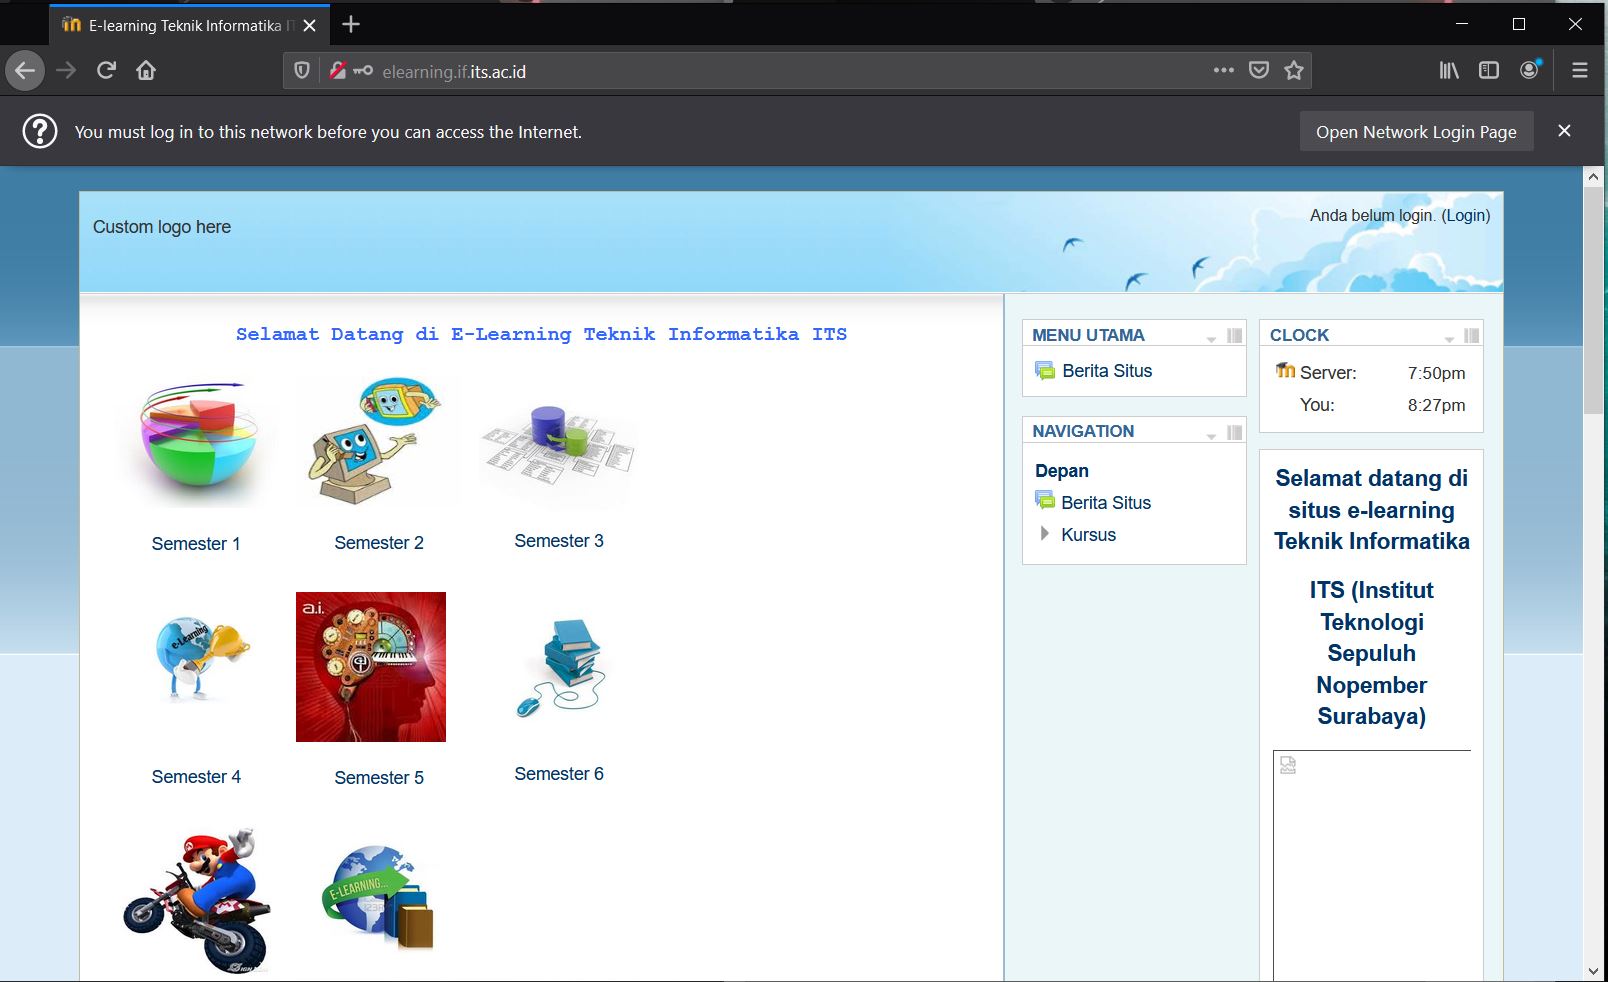 E-learning Teknik Informatika IT
elearning.if.its.ac.id
You must log in to this network before you can access the Internet.
Open Network Login Page
Custom logo here
Anda belum login. (Login)
Selamat Datang di E-Learning Teknik Informatika ITS
Semester 1
Semester 2
Semester 3
e-Learning
a.i.
Semester 4
Semester 5
Semester 6
E-LEARNING...
MENU UTAMA
Berita Situs
NAVIGATION
Depan
Berita Situs
Kursus
CLOCK
Server: 7:50pm
You: 8:27pm
Selamat datang di
situs e-learning
Teknik Informatika
ITS (Institut
Teknologi
Sepuluh
Nopember
Surabaya)